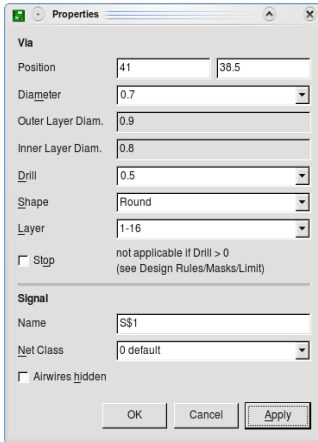 Properties
Via
Position 41 38.5
Diameter 0.7
Outer Layer Diam. 0.9
Inner Layer Diam. 0.8
Drill 0.5
Shape Round
Layer 1-16
Stop not applicable if Drill > 0
(see Design Rules/Masks/Limit)
Signal
Name S$1
Net Class 0 default
Airwires hidden
OK Cancel Apply